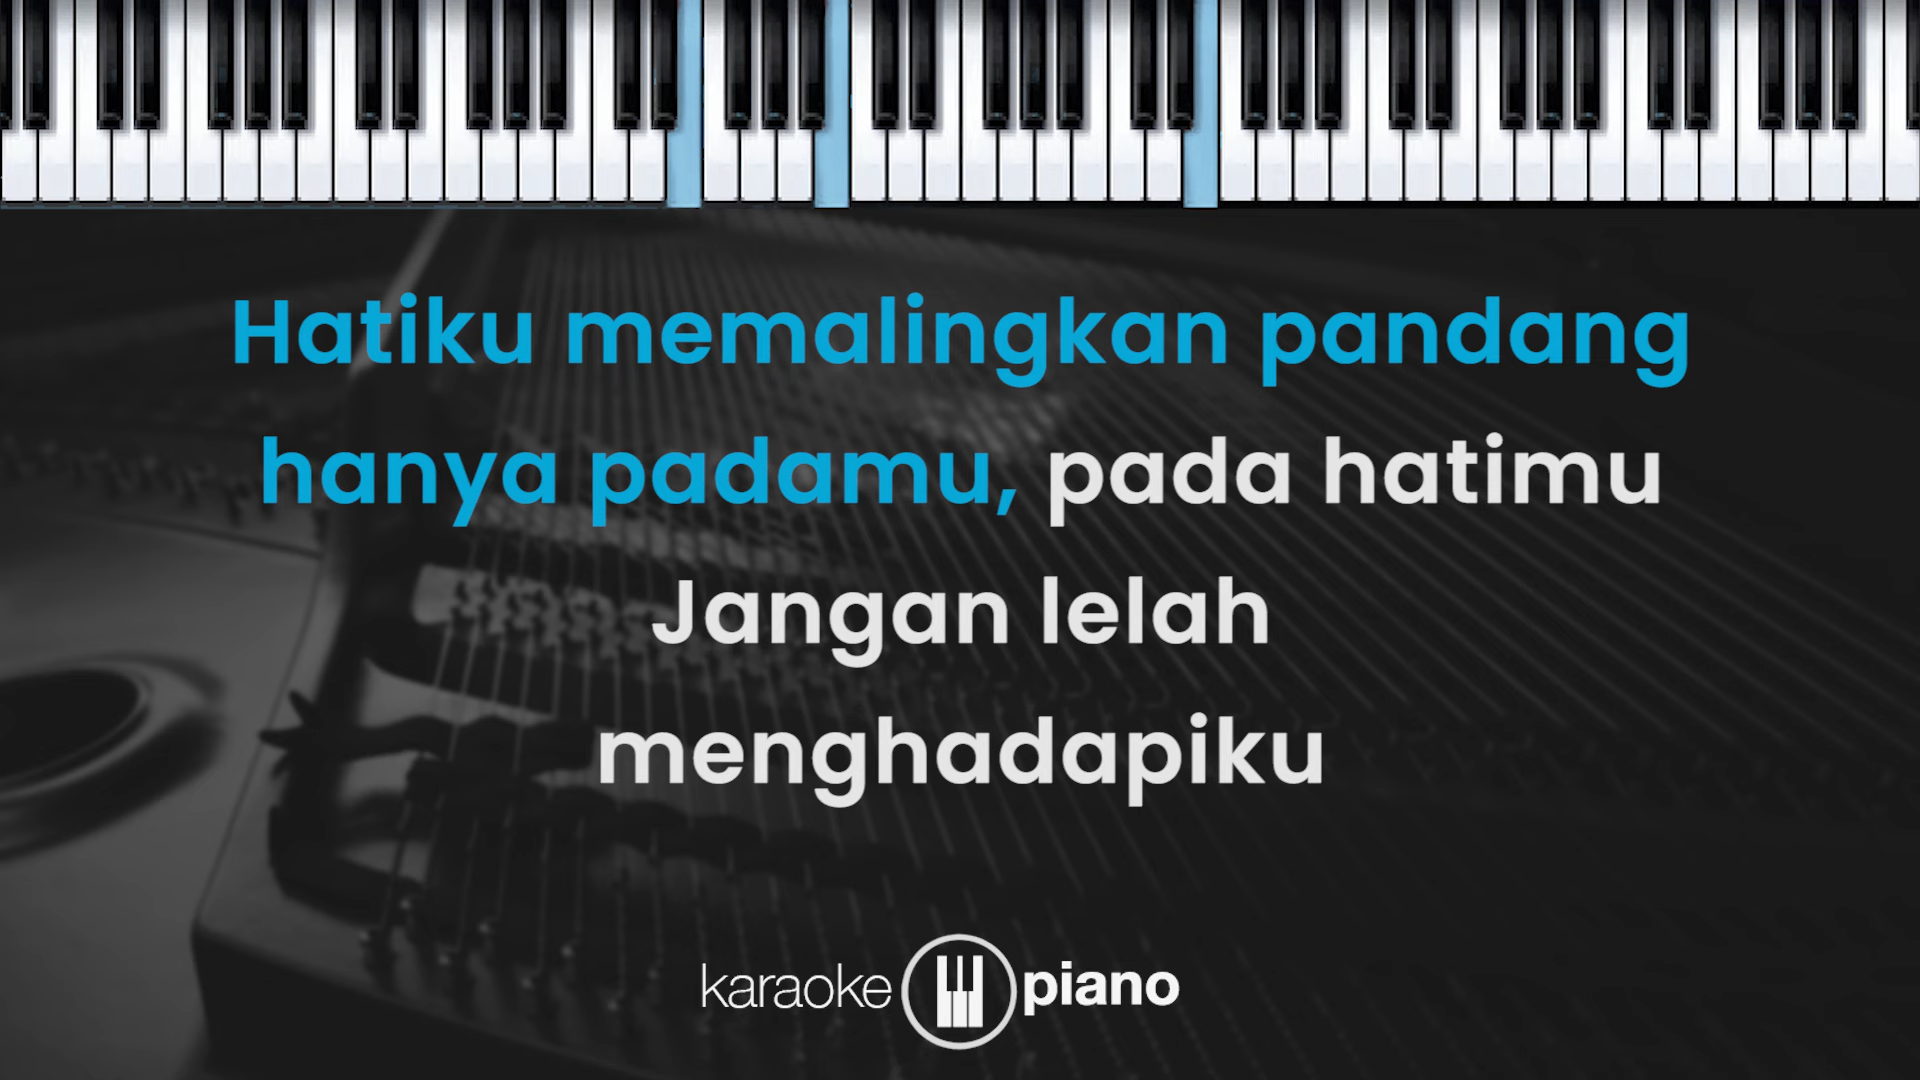 Hatiku memalingkan pandang
hanya padamu, pada hatimu
Jangan lelah
menghadapiku
karaoke piano